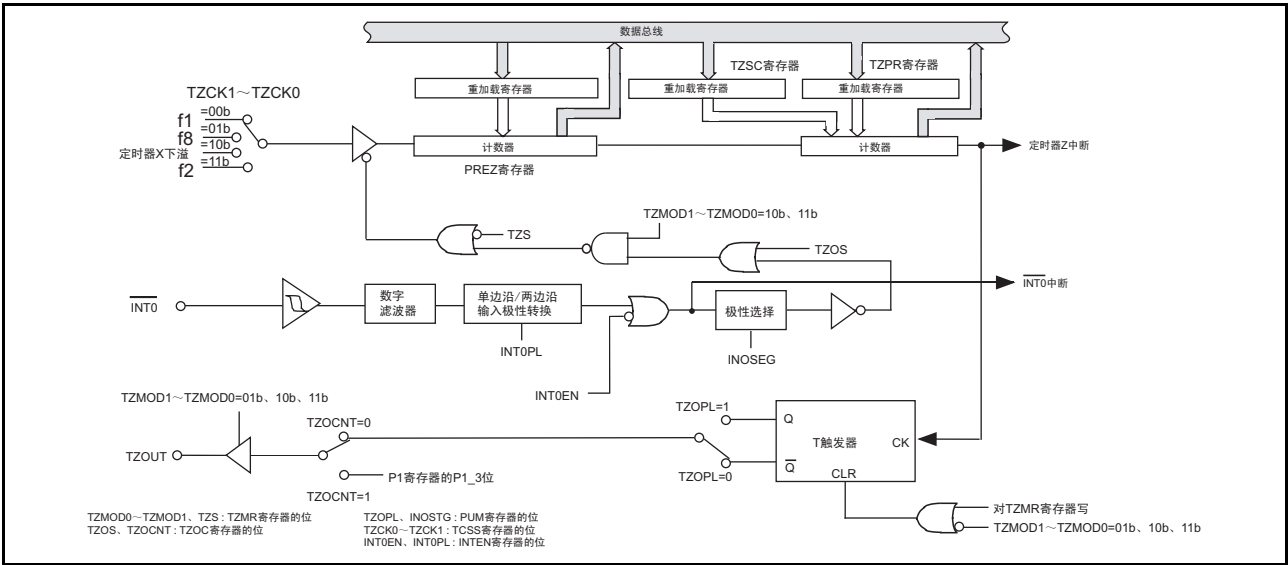 数据总线
TZSC寄存器
TZPR寄存器
重加载寄存器
重加载寄存器
重加载寄存器
TZCK1～TZCK0
f1
=00b
f8
=01b
定时器X下溢
=10b
f2
=11b
计数器
计数器
定时器Z中断
PREZ寄存器
TZMOD1～TZMOD0=10b、11b
TZS
TZOS
INT0
数字
滤波器
单边沿/两边沿
输入极性转换
极性选择
INT0中断
INT0PL
INOSEG
INT0EN
TZMOD1～TZMOD0=01b、10b、11b
TZOPL=1
TZOCNT=0
Q
T触发器
CK
TZOUT
Q
TZOPL=0
CLR
P1寄存器的P1_3位
TZOCNT=1
对TZMR寄存器写
TZMOD1～TZMOD0=01b、10b、11b
TZMOD0～TZMOD1、TZS : TZMR寄存器的位
TZOS、TZOCNT : TZOC寄存器的位
TZOPL、INOSTG : PUM寄存器的位
TZCK0～TZCK1 : TCSS寄存器的位
INT0EN、INT0PL : INTEN寄存器的位